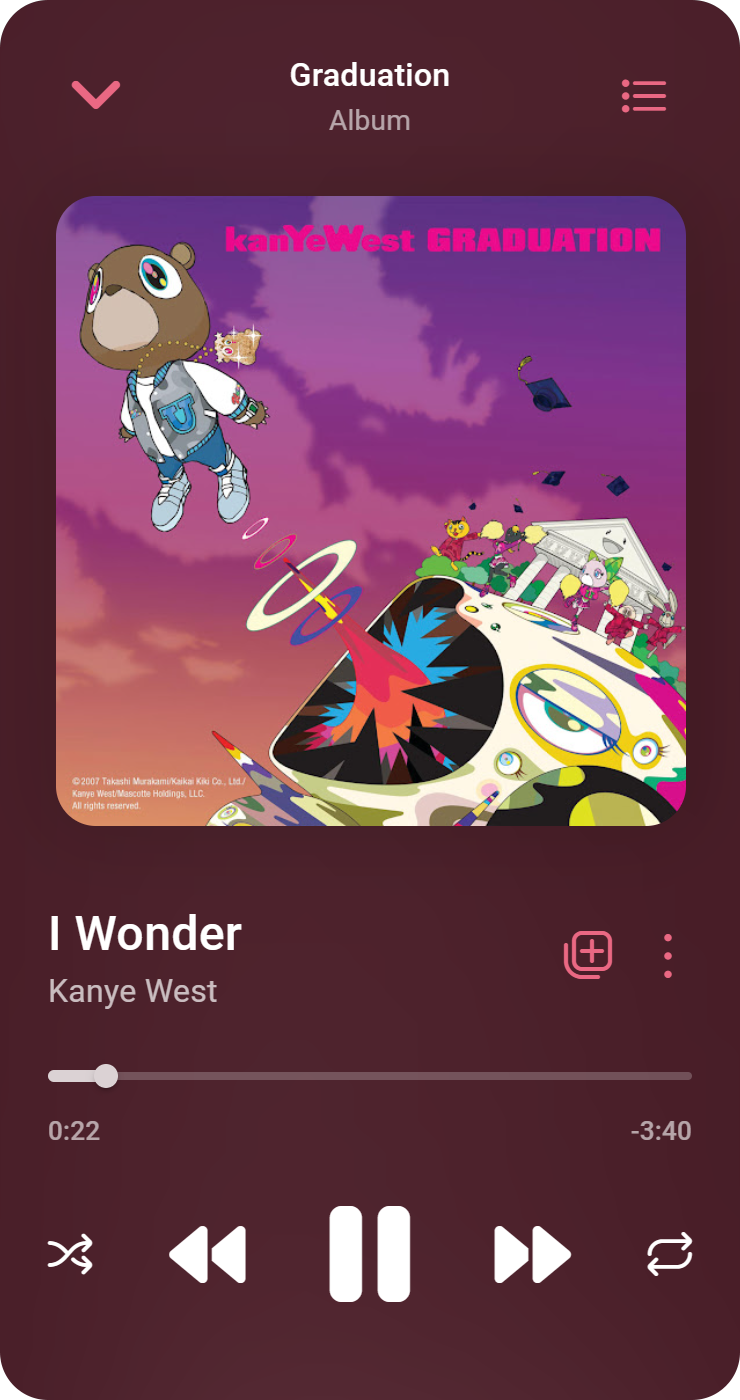 Graduation
Album
kanYeWest GRADUATION
U
©2007 Takashi Murakami/Kaikai Kiki Co., Ltd./
Kanye West/Mascotte Holdings, LLC.
All rights reserved.
I Wonder
Kanye West
0:22
-3:40